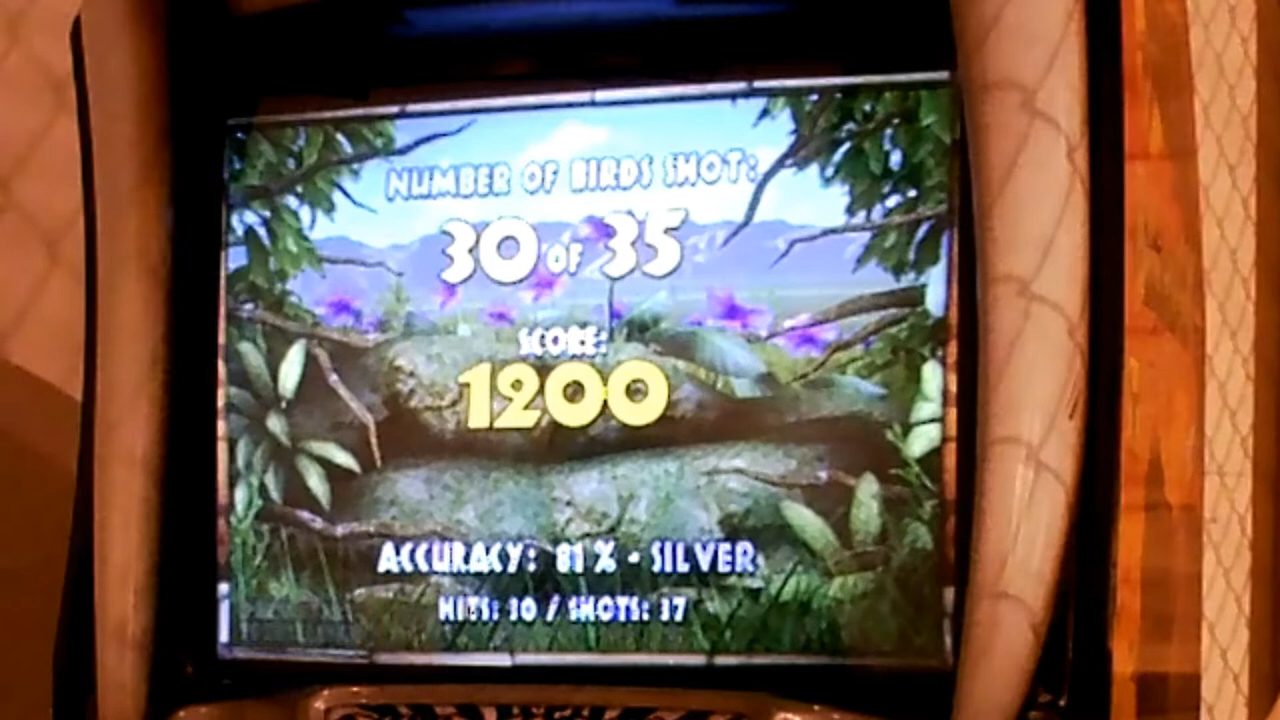 NUMBER OF BIRDS SHOT:
30 OF 35
SCORE:
1200
ACCURACY: 81% - SILVER
HITS: 30 / SHOTS: 37